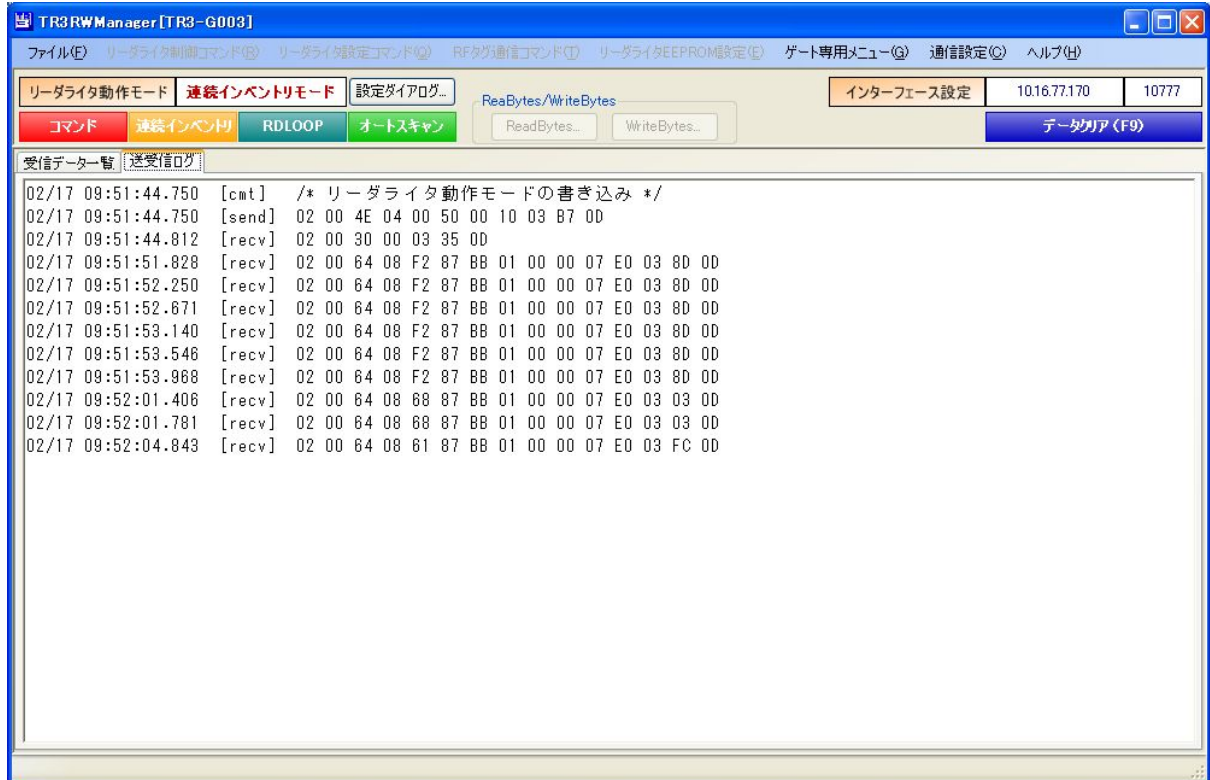 TR3RWManager[TR3-G003]
ファイル(F) リーダライタ制御コマンド(R) リーダライタ設定コマンド(O) RFタグ通信コマンド(T) リーダライタEEPROM設定(E) ゲート専用メニュー(G) 通信設定(C) ヘルプ(H)
リーダライタ動作モード 連続インベントリモード 設定ダイアログ... ReaBytes/WriteBytes インターフェース設定 10.16.77.170 10777
コマンド 連続インベントリ RDLOOP オートスキャン ReadBytes... WriteBytes... データクリア (F9)
受信データ一覧 送受信ログ
02/17 09:51:44.750 [cmt] /* リーダライタ動作モードの書き込み */
02/17 09:51:44.750 [send] 02 00 4E 04 00 50 00 10 03 B7 0D
02/17 09:51:44.812 [recv] 02 00 30 00 03 35 0D
02/17 09:51:51.828 [recv] 02 00 64 08 F2 87 BB 01 00 00 07 E0 03 8D 0D
02/17 09:51:52.250 [recv] 02 00 64 08 F2 87 BB 01 00 00 07 E0 03 8D 0D
02/17 09:51:52.671 [recv] 02 00 64 08 F2 87 BB 01 00 00 07 E0 03 8D 0D
02/17 09:51:53.140 [recv] 02 00 64 08 F2 87 BB 01 00 00 07 E0 03 8D 0D
02/17 09:51:53.546 [recv] 02 00 64 08 F2 87 BB 01 00 00 07 E0 03 8D 0D
02/17 09:51:53.968 [recv] 02 00 64 08 F2 87 BB 01 00 00 07 E0 03 8D 0D
02/17 09:52:01.406 [recv] 02 00 64 08 68 87 BB 01 00 00 07 E0 03 03 0D
02/17 09:52:01.781 [recv] 02 00 64 08 68 87 BB 01 00 00 07 E0 03 03 0D
02/17 09:52:04.843 [recv] 02 00 64 08 61 87 BB 01 00 00 07 E0 03 FC 0D